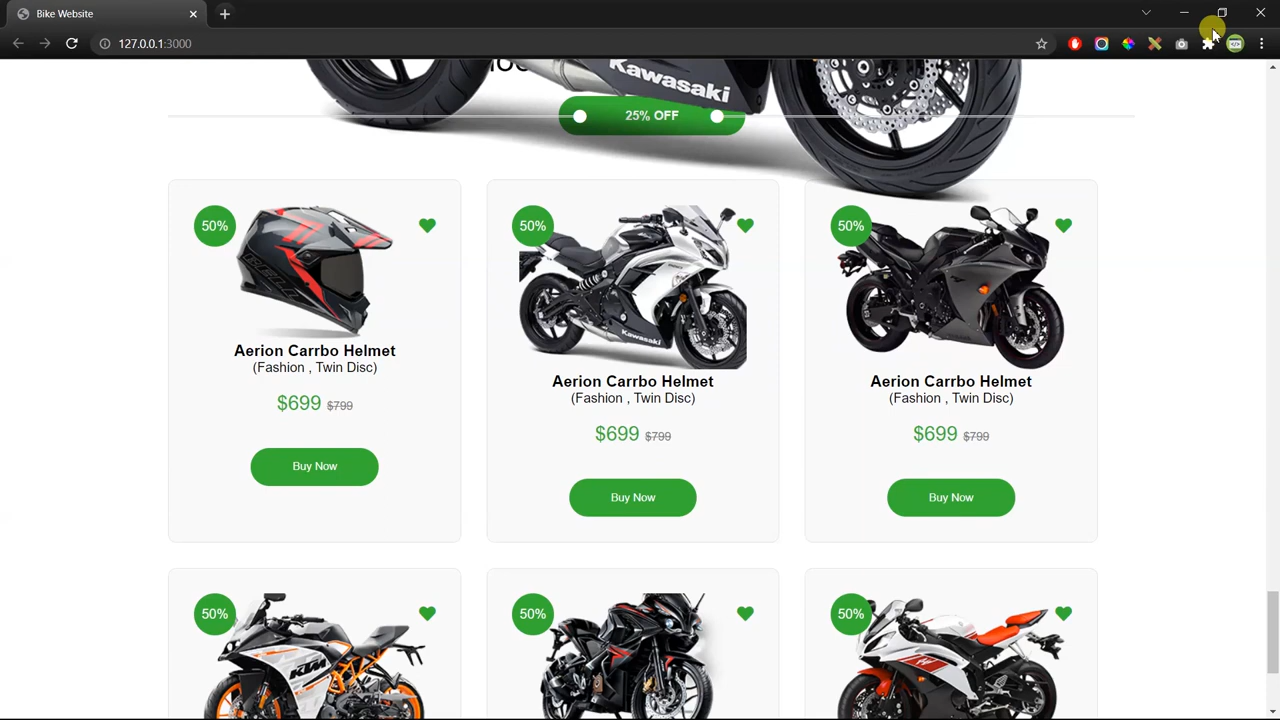 Bike Website
127.0.0.1:3000
Kawasaki
25% OFF
50%
50%
50%
Kawasaki
Aerion Carrbo Helmet
(Fashion , Twin Disc)
$699 $799
Buy Now
Aerion Carrbo Helmet
(Fashion , Twin Disc)
$699 $799
Buy Now
Aerion Carrbo Helmet
(Fashion , Twin Disc)
$699 $799
Buy Now
50%
50%
50%
KTM